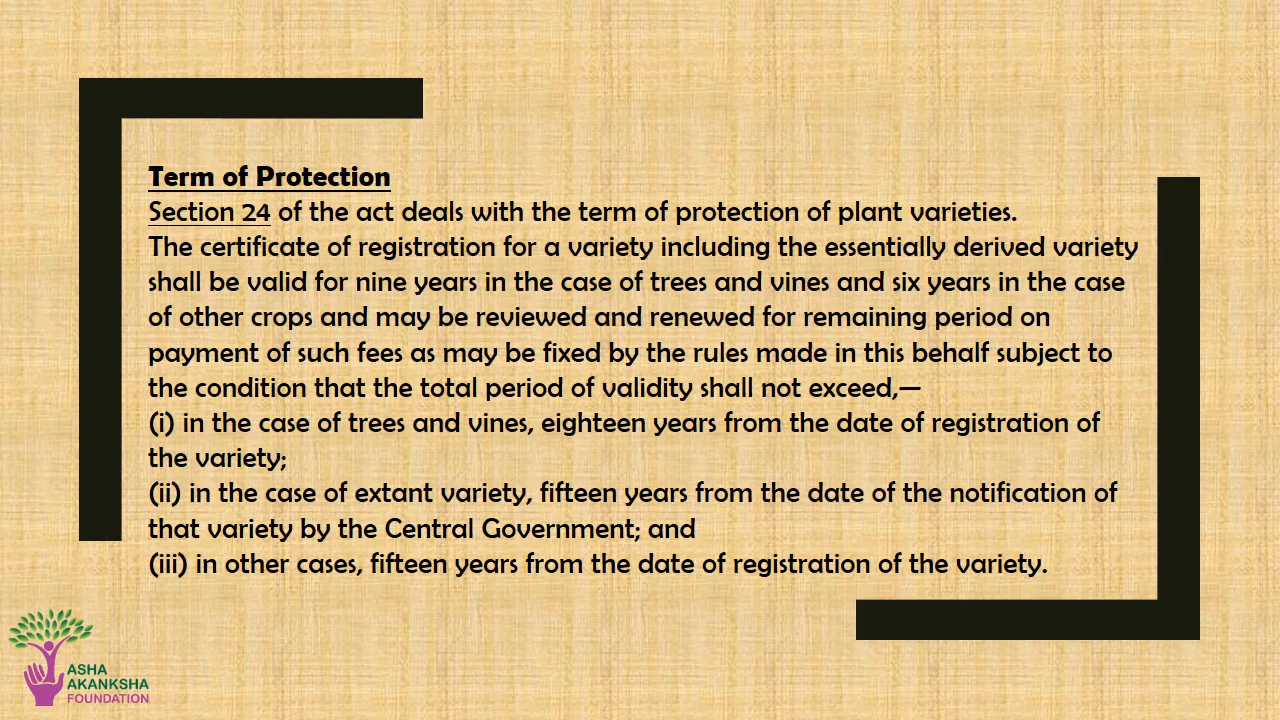 Term of Protection
Section 24 of the act deals with the term of protection of plant varieties.
The certificate of registration for a variety including the essentially derived variety
shall be valid for nine years in the case of trees and vines and six years in the case
of other crops and may be reviewed and renewed for remaining period on
payment of such fees as may be fixed by the rules made in this behalf subject to
the condition that the total period of validity shall not exceed,—
(i) in the case of trees and vines, eighteen years from the date of registration of
the variety;
(ii) in the case of extant variety, fifteen years from the date of the notification of
that variety by the Central Government; and
(iii) in other cases, fifteen years from the date of registration of the variety.
ASHA
AKANKSHA
FOUNDATION